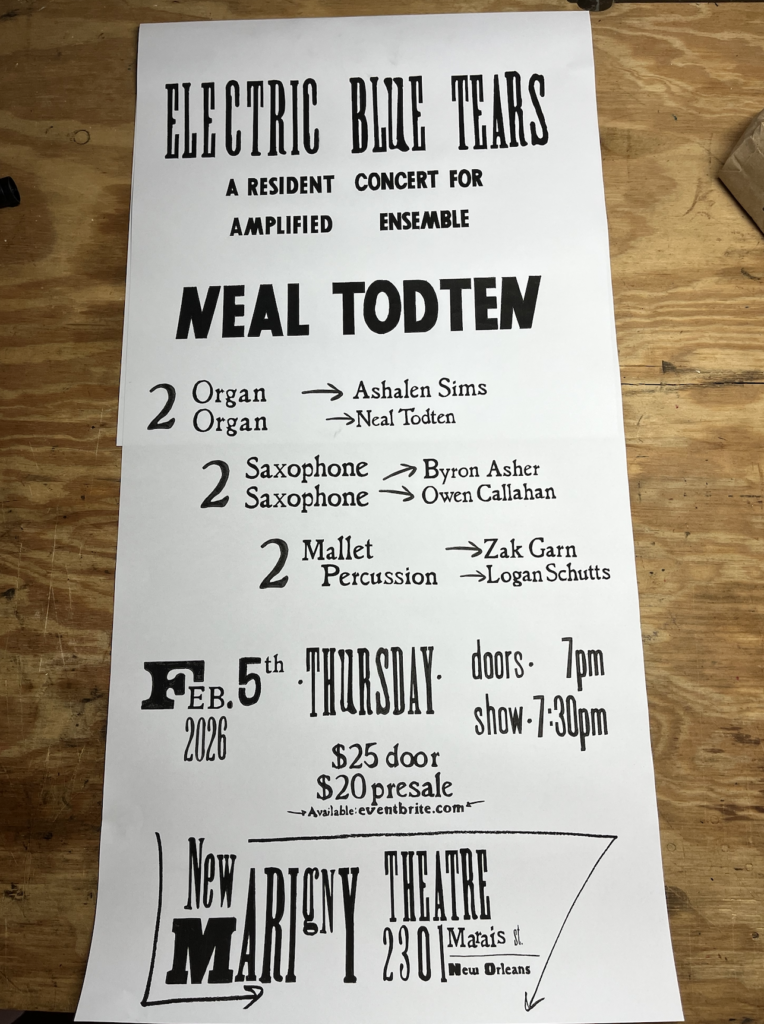 ELECTRIC BLUE TEARS
A RESIDENT CONCERT FOR
AMPLIFIED ENSEMBLE
NEAL TODTEN
2 Organ → Ashalen Sims
Organ → Neal Todten
2 Saxophone → Byron Asher
Saxophone → Owen Callahan
2 Mallet → Zak Garn
Percussion → Logan Schutts
FEB. 5th · THURSDAY · doors · 7pm
2026 show · 7:30pm
$25 door
$20 presale
→ Available: eventbrite.com ←
New MARIgNY THEATRE
2301 Marais st.
New Orleans